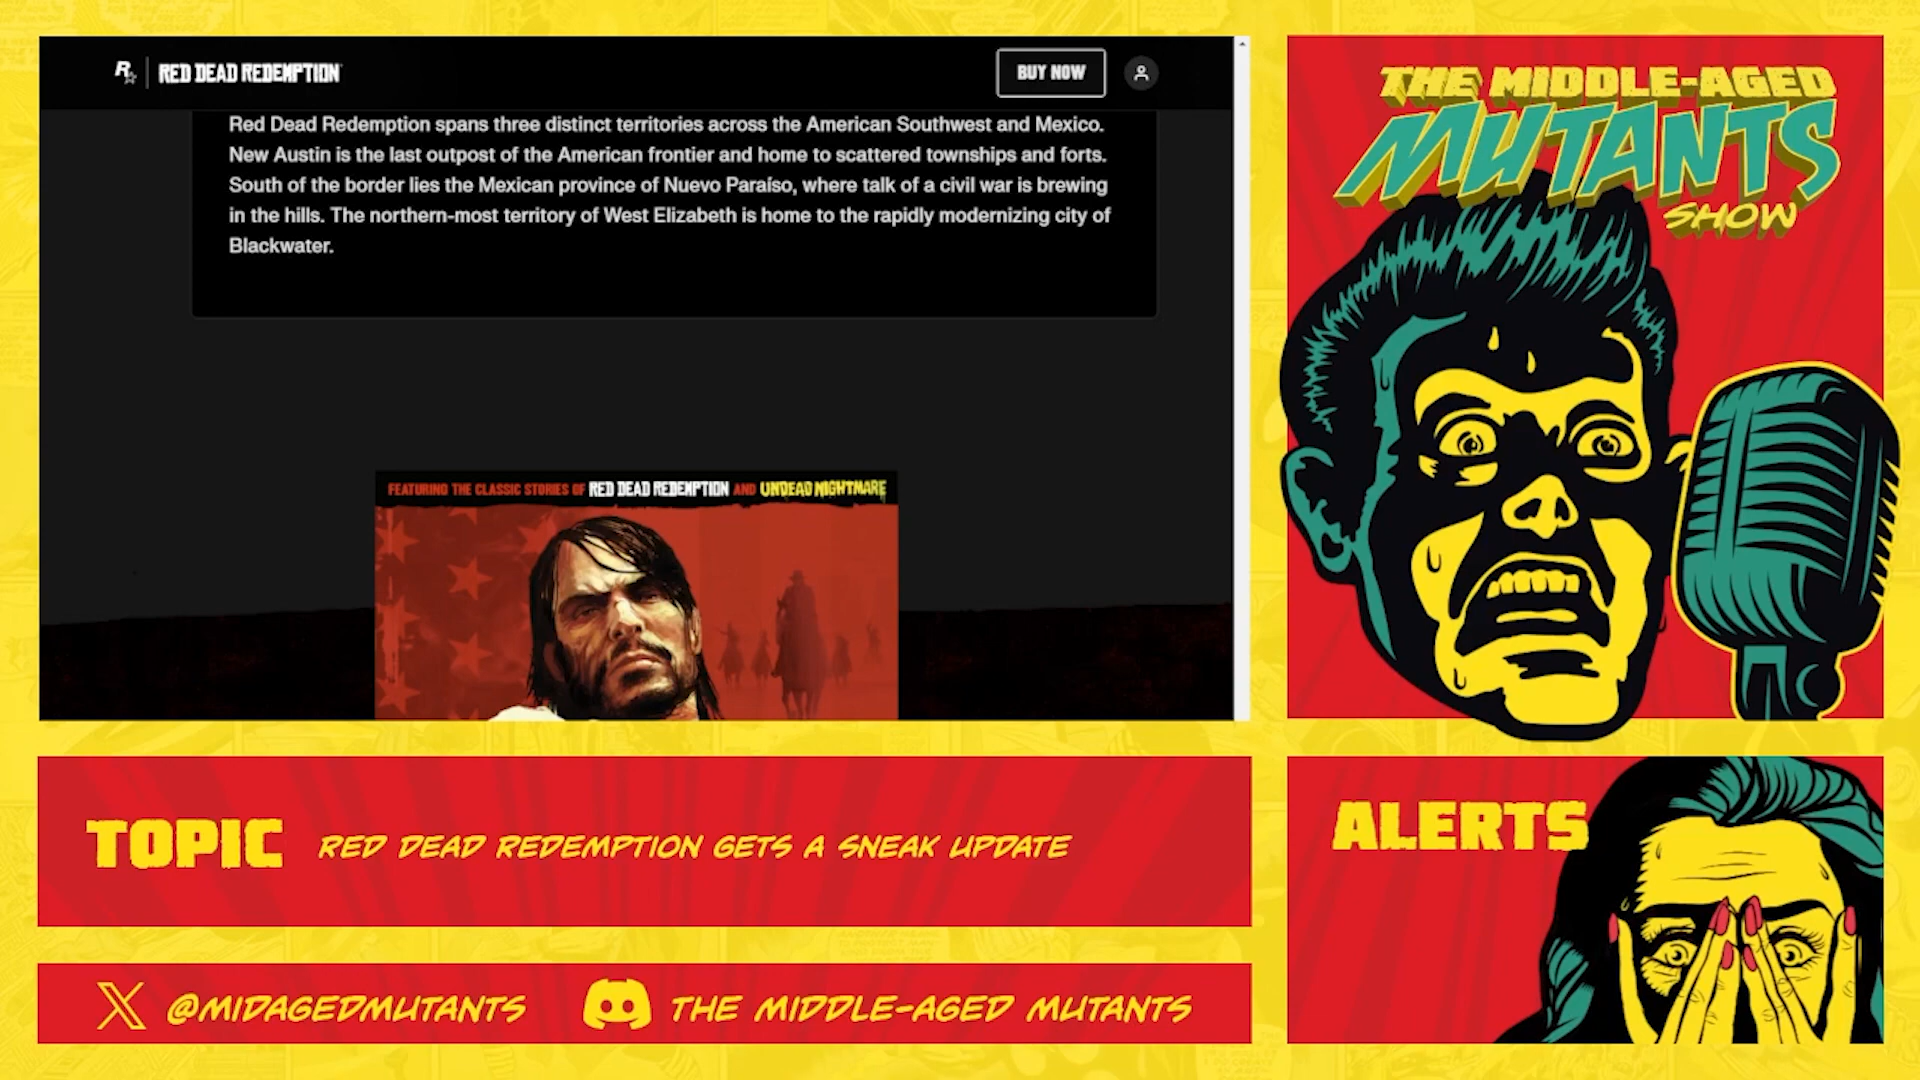 RED DEAD REDEMPTION
BUY NOW
Red Dead Redemption spans three distinct territories across the American Southwest and Mexico.
New Austin is the last outpost of the American frontier and home to scattered townships and forts.
South of the border lies the Mexican province of Nuevo Paraíso, where talk of a civil war is brewing
in the hills. The northern-most territory of West Elizabeth is home to the rapidly modernizing city of
Blackwater.
FEATURING THE CLASSIC STORIES OF RED DEAD REDEMPTION AND UNDEAD NIGHTMARE
THE MIDDLE-AGED
MUTANTS
SHOW
TOPIC RED DEAD REDEMPTION GETS A SNEAK UPDATE
ALERTS
@MIDAGEDMUTANTS THE MIDDLE-AGED MUTANTS